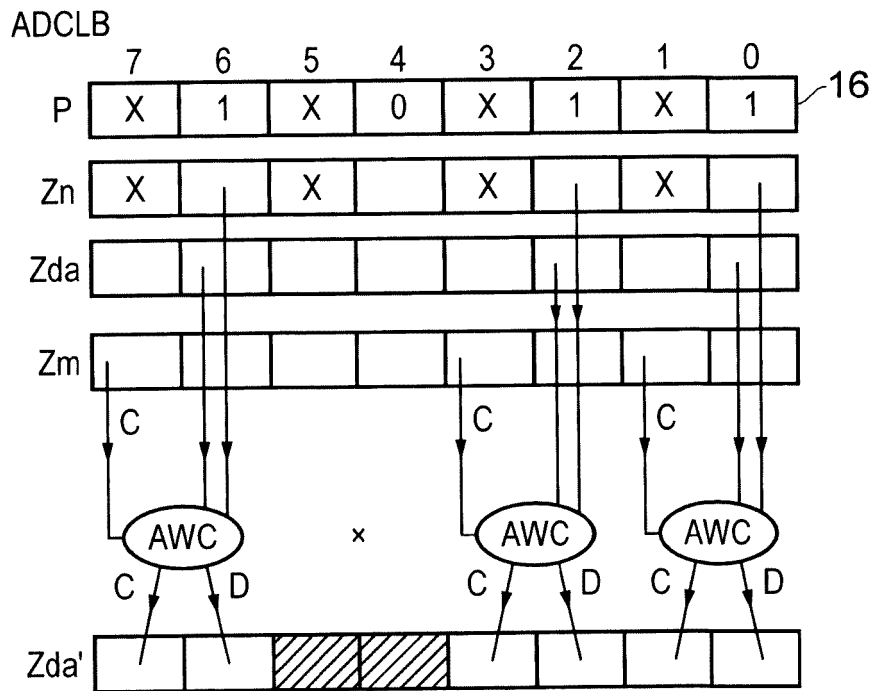 ADCLB
7 6 5 4 3 2 1 0
P X 1 X 0 X 1 X 1 16
Zn X X X X
Zda
Zm
C C C
AWC × AWC AWC
C D C D C D
Zda'